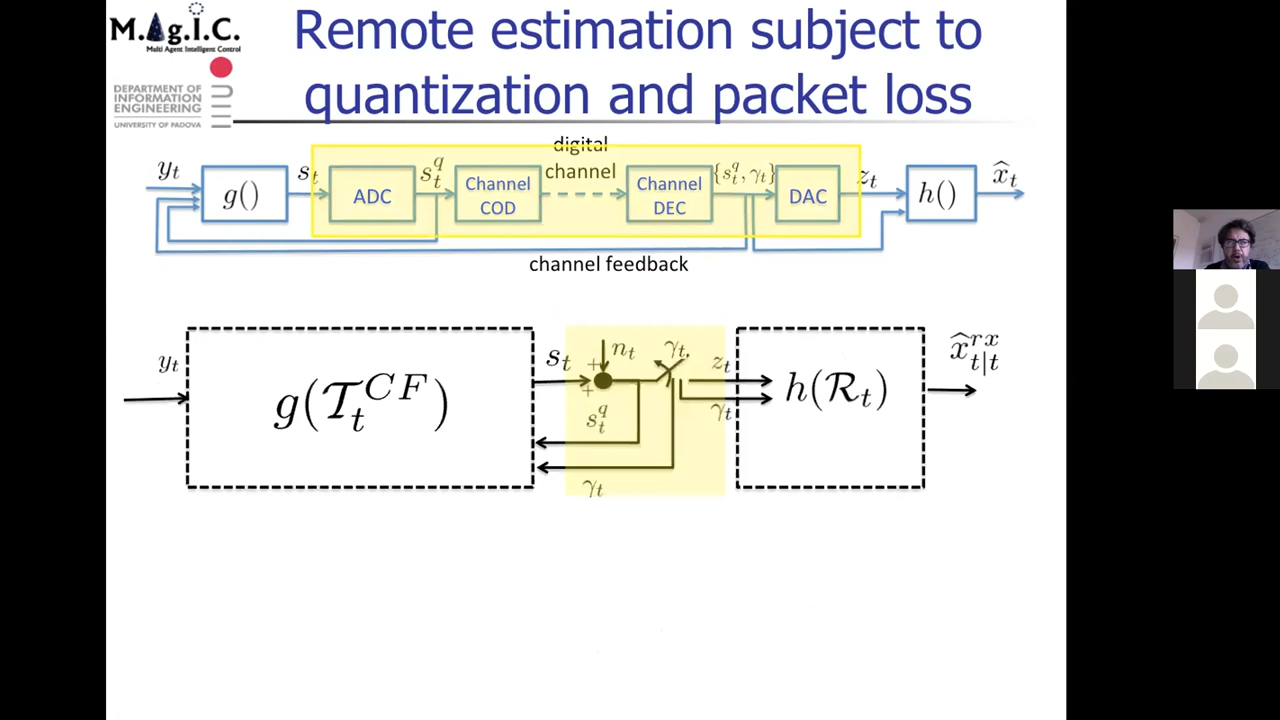 M.Ag.I.C.
Multi Agent Intelligent Control
DEPARTMENT OF
INFORMATION
ENGINEERING
UNIVERSITY OF PADOVA
Remote estimation subject to
quantization and packet loss
digital
channel
y_t
g()
s_t
ADC
s_t^q
Channel
COD
Channel
DEC
{s_t^q, γ_t}
DAC
z_t
h()
x̂_t
channel feedback
y_t
g(𝒯_t^{CF})
s_t
+
+
n_t
s_t^q
γ_t
γ_t
z_t
γ_t
h(ℛ_t)
x̂_{t|t}^{rx}